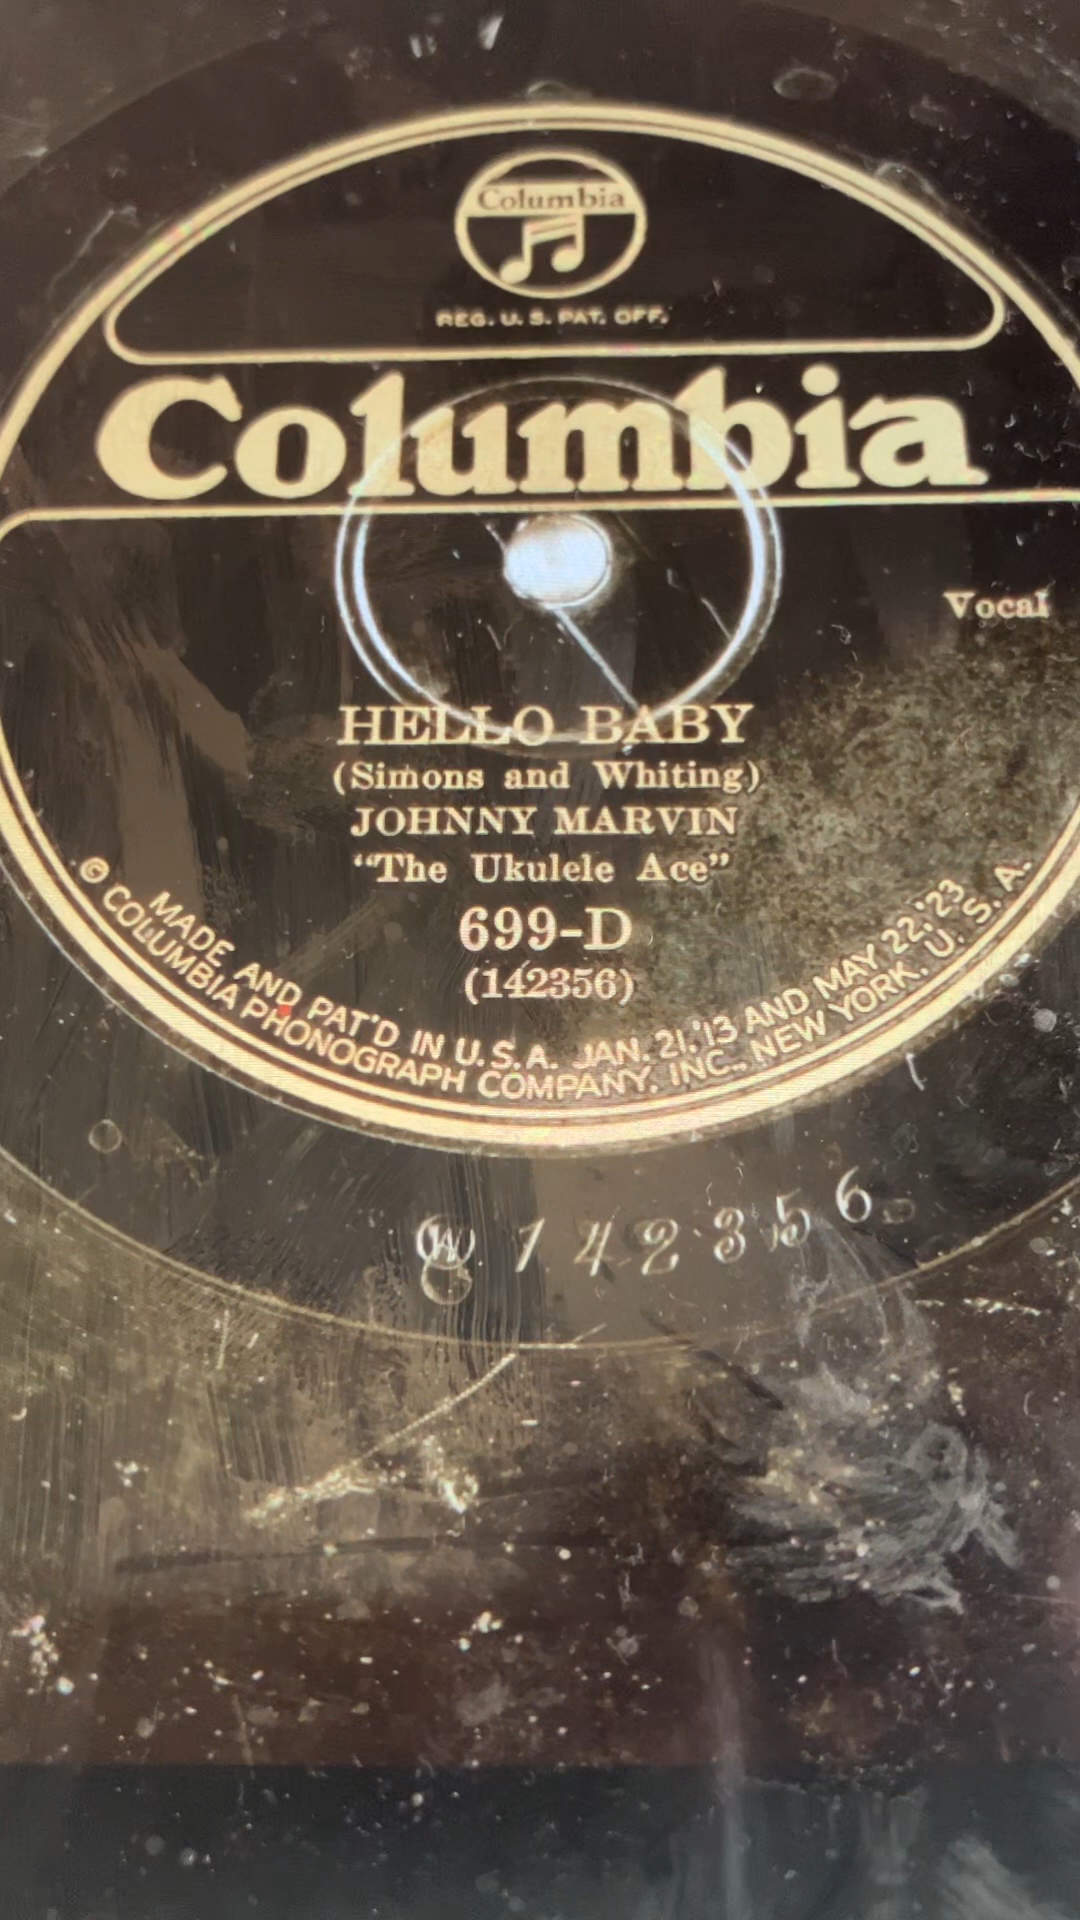 Columbia
REG. U. S. PAT. OFF.
Columbia
Vocal
HELLO BABY
(Simons and Whiting)
JOHNNY MARVIN
“The Ukulele Ace”
699-D
(142356)
MADE AND PAT'D IN U.S.A. JAN. 21,'13 AND MAY 22,'23
© COLUMBIA PHONOGRAPH COMPANY, INC., NEW YORK, U. S. A.
W 142356